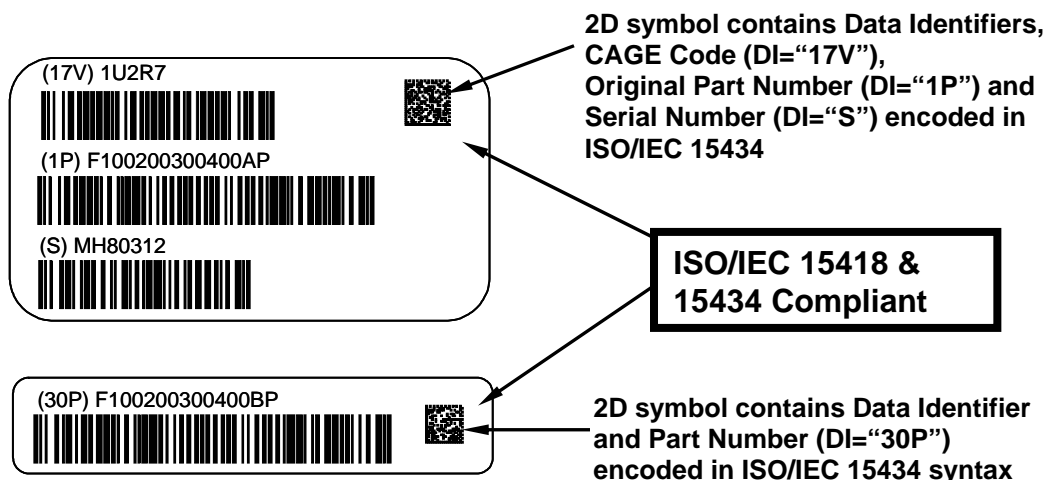 2D symbol contains Data Identifiers,
CAGE Code (DI=“17V”),
Original Part Number (DI=“1P”) and
Serial Number (DI=“S”) encoded in
ISO/IEC 15434
(17V) 1U2R7
(1P) F100200300400AP
(S) MH80312
ISO/IEC 15418 &
15434 Compliant
(30P) F100200300400BP
2D symbol contains Data Identifier
and Part Number (DI=“30P”)
encoded in ISO/IEC 15434 syntax